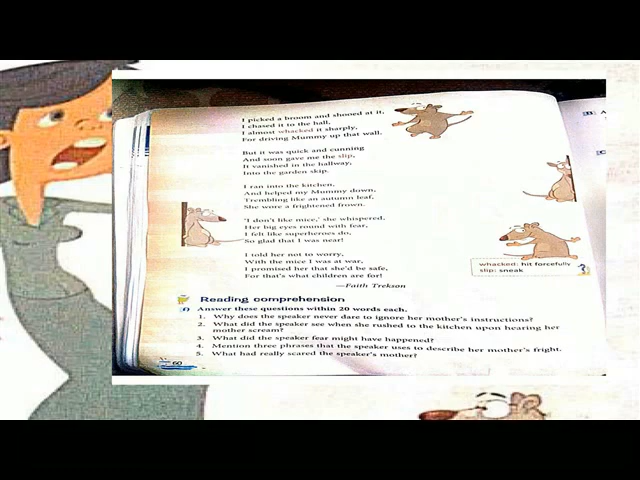 I picked a broom and shooed at it,
I chased it to the hall,
I almost whacked it sharply,
For driving Mummy up that wall.
But it was quick and cunning
And soon gave me the slip,
It vanished in the hallway,
Into the garden skip.
I ran into the kitchen,
And helped my Mummy down,
Trembling like an autumn leaf,
She wore a frightened frown.
'I don't like mice,' she whispered,
Her big eyes round with fear,
I felt like superheroes do,
So glad that I was near!
I told her not to worry,
With the mice I was at war,
I promised her that she'd be safe,
For that's what children are for!
—Faith Trekson
whacked: hit forcefully
slip: sneak
Reading comprehension
Answer these questions within 20 words each.
1. Why does the speaker never dare to ignore her mother's instructions?
2. What did the speaker see when she rushed to the kitchen upon hearing her
mother scream?
3. What did the speaker fear might have happened?
4. Mention three phrases that the speaker uses to describe her mother's fright.
5. What had really scared the speaker's mother?
60